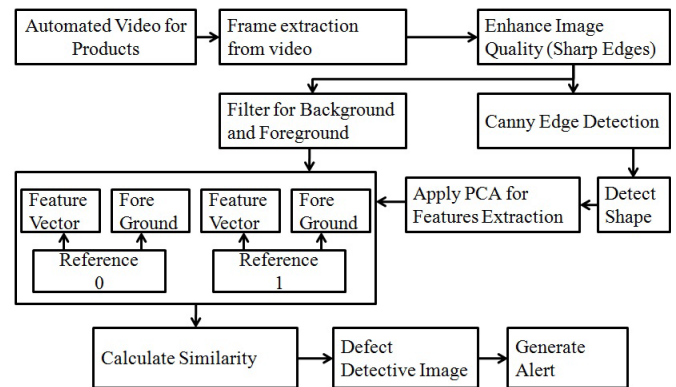 Automated Video for
Products
Frame extraction
from video
Enhance Image
Quality (Sharp Edges)
Filter for Background
and Foreground
Canny Edge Detection
Feature
Vector
Fore
Ground
Feature
Vector
Fore
Ground
Reference
0
Reference
1
Apply PCA for
Features Extraction
Detect
Shape
Calculate Similarity
Defect
Detective Image
Generate
Alert